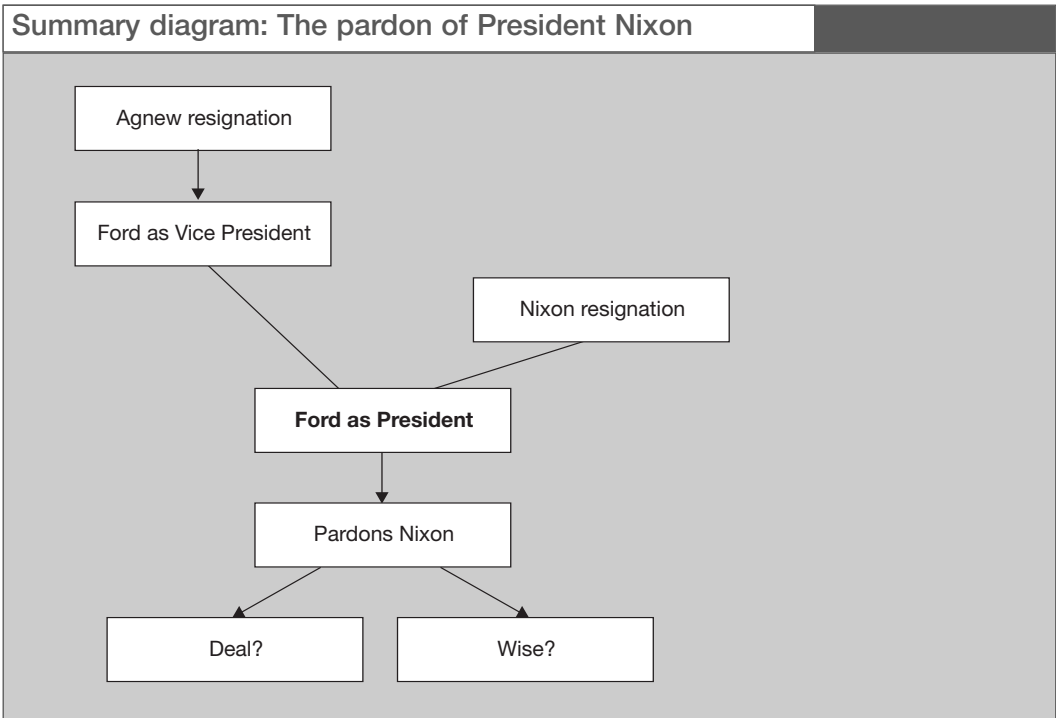 Summary diagram: The pardon of President Nixon
Agnew resignation
Ford as Vice President
Nixon resignation
Ford as President
Pardons Nixon
Deal?
Wise?